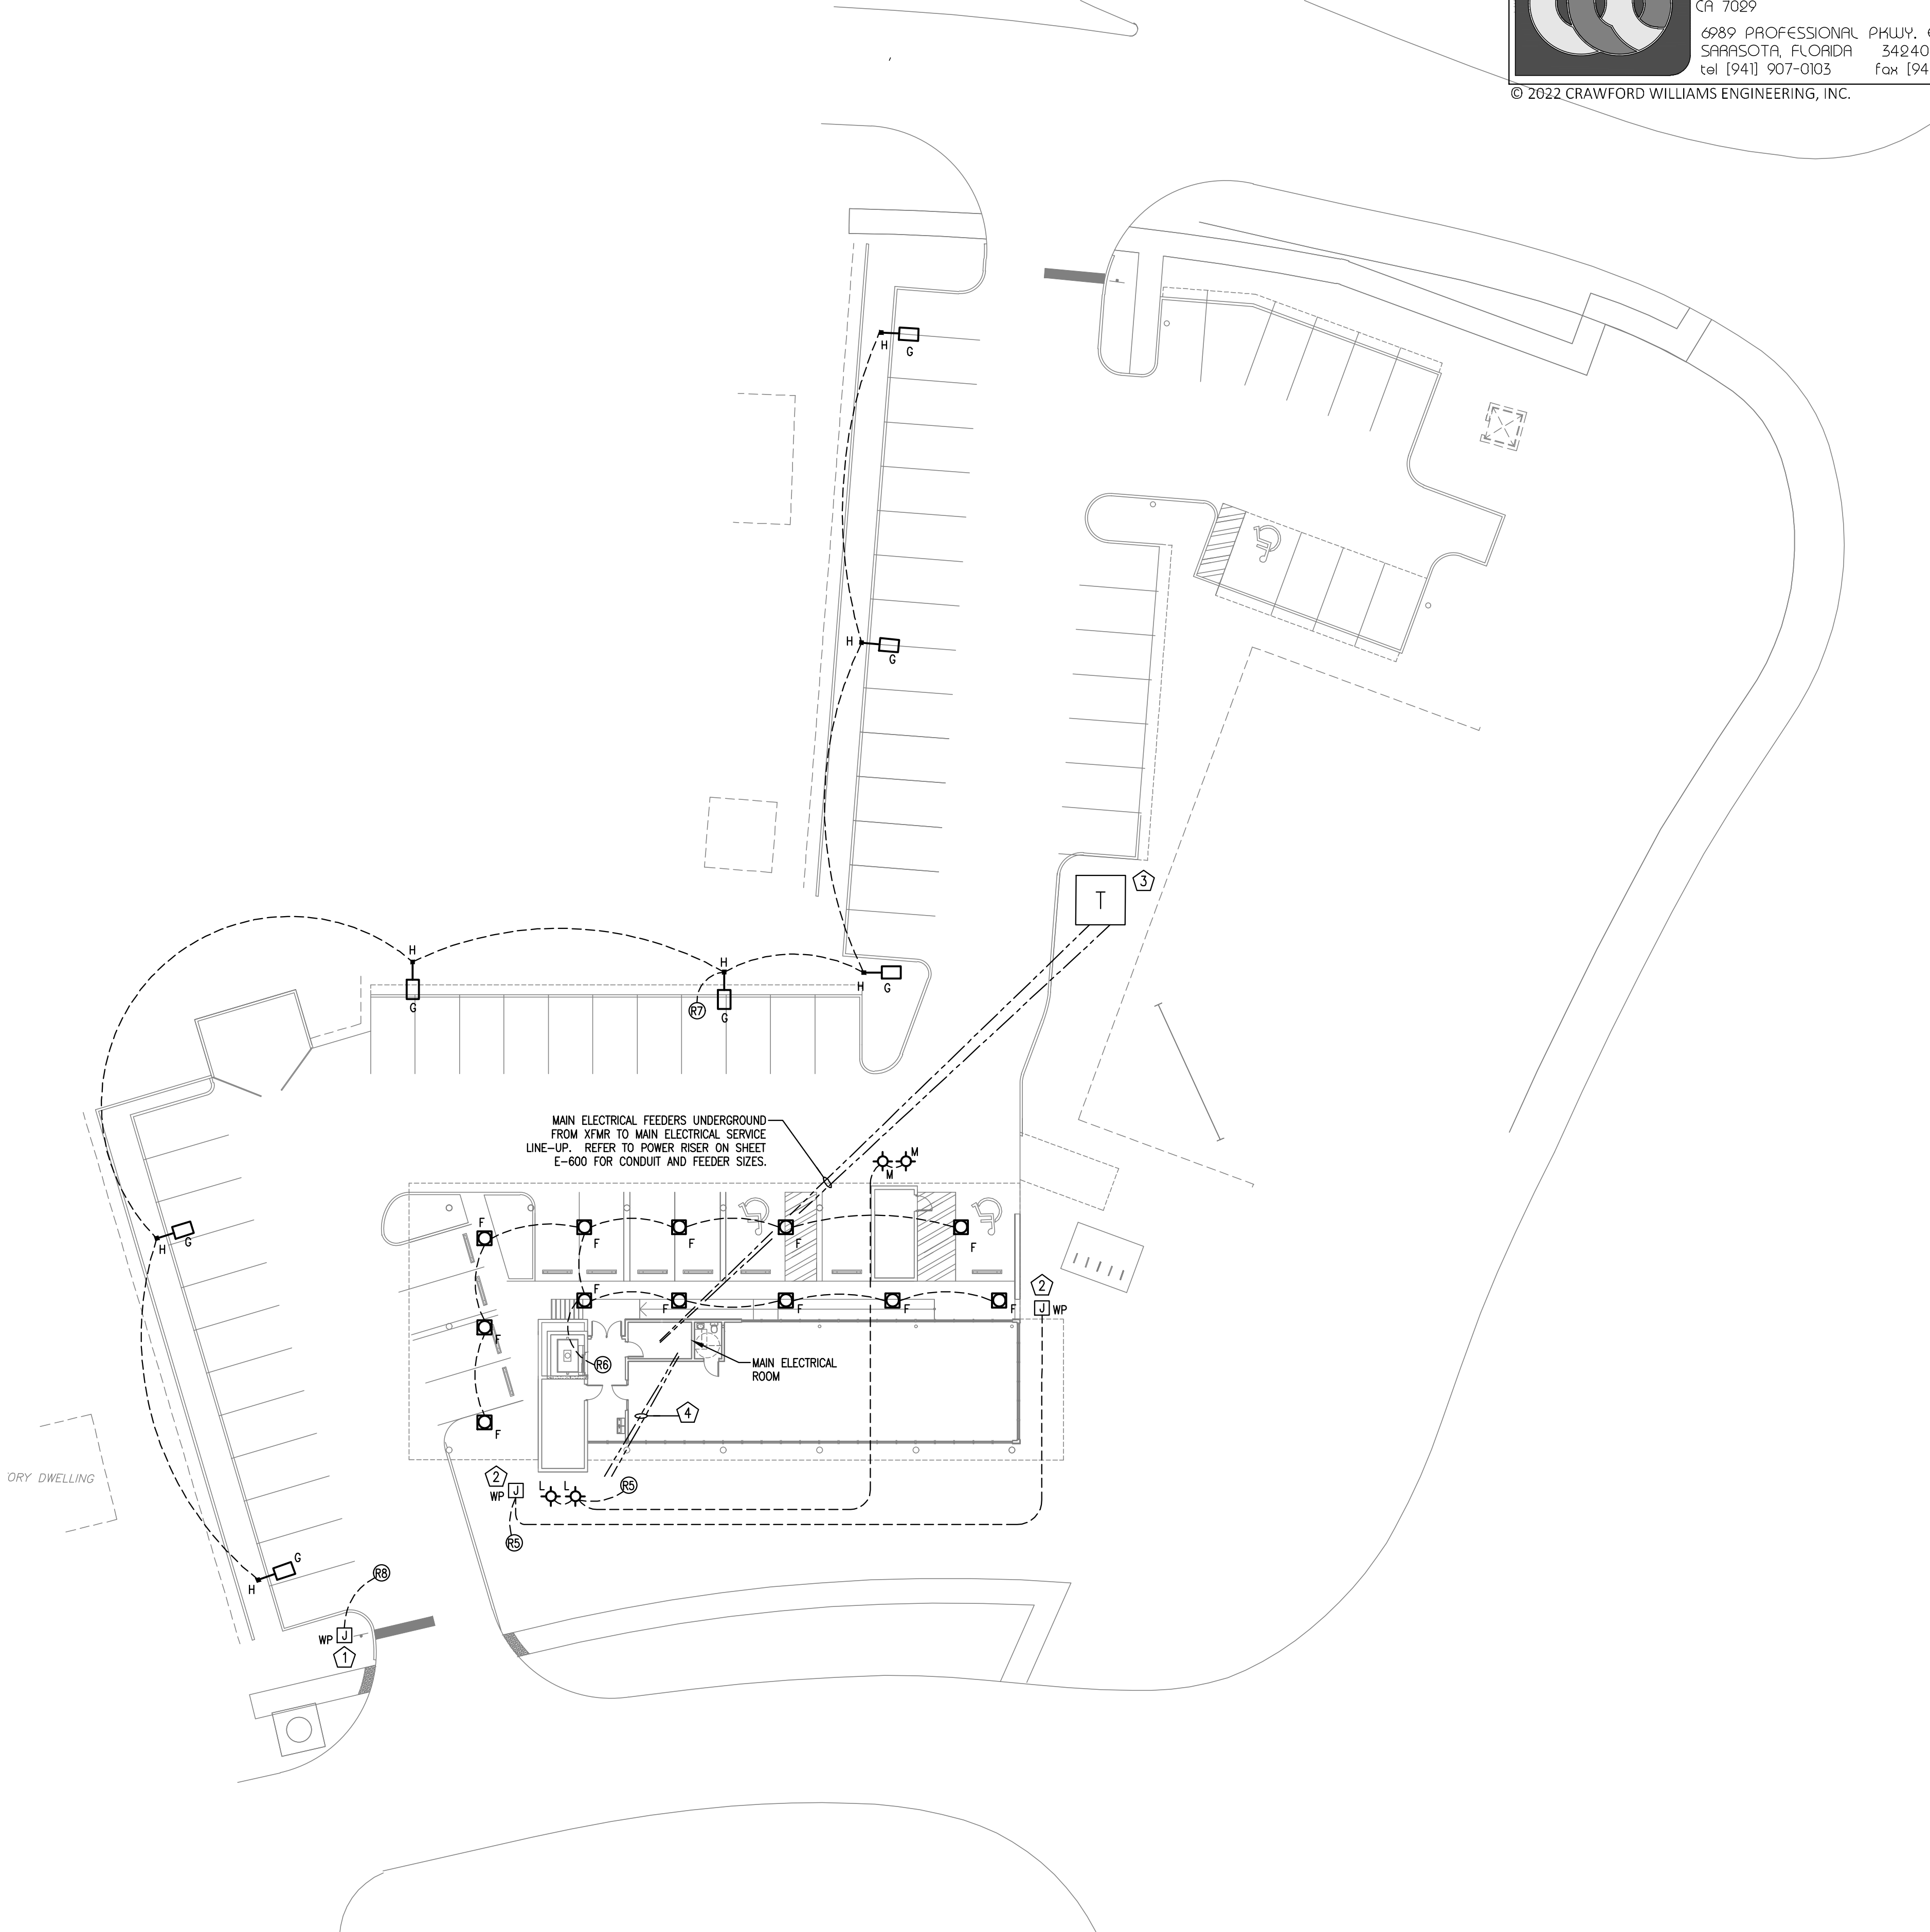 CA 7029
6989 PROFESSIONAL PKWY.
SARASOTA, FLORIDA 34240
tel [941] 907-0103 fax [94
© 2022 CRAWFORD WILLIAMS ENGINEERING, INC.
H
G
H
G
3
T
H
H
H
G
G
R7
G
MAIN ELECTRICAL FEEDERS UNDERGROUND
FROM XFMR TO MAIN ELECTRICAL SERVICE
LINE-UP. REFER TO POWER RISER ON SHEET
E-600 FOR CONDUIT AND FEEDER SIZES.
M
M
F
H
G
F
F
F
F
2
F
J WP
F
F
F
F
F
R6
MAIN ELECTRICAL
ROOM
4
F
TORY DWELLING
2
WP J
L L
R5
R5
G
H
R8
WP J
1